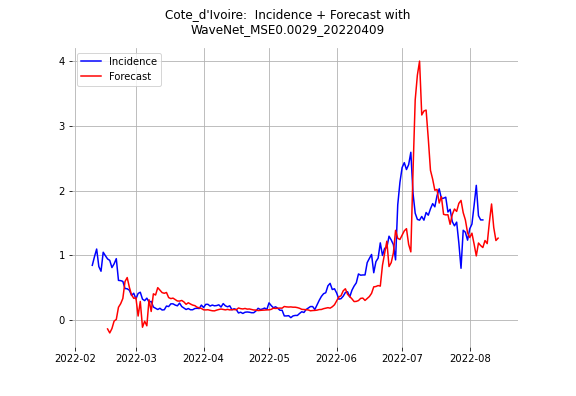 Cote_d'Ivoire:  Incidence + Forecast with
WaveNet_MSE0.0029_20220409
Incidence
Forecast
4
3
2
1
0
2022-02 2022-03 2022-04 2022-05 2022-06 2022-07 2022-08